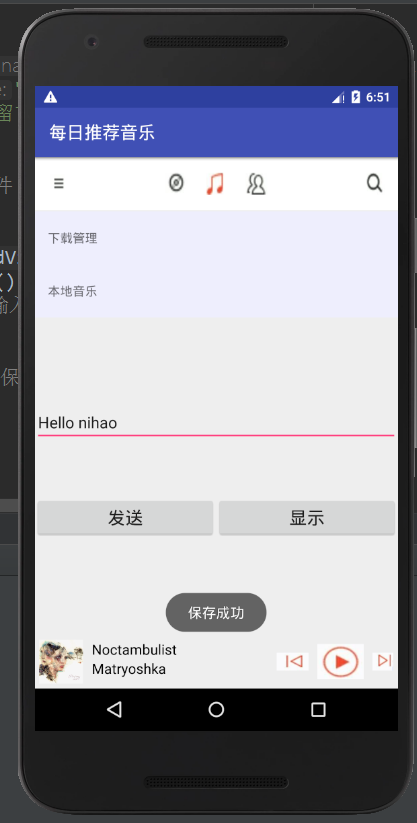 6:51
每日推荐音乐
下载管理
本地音乐
Hello nihao
发送 显示
保存成功
Noctambulist
Matryoshka